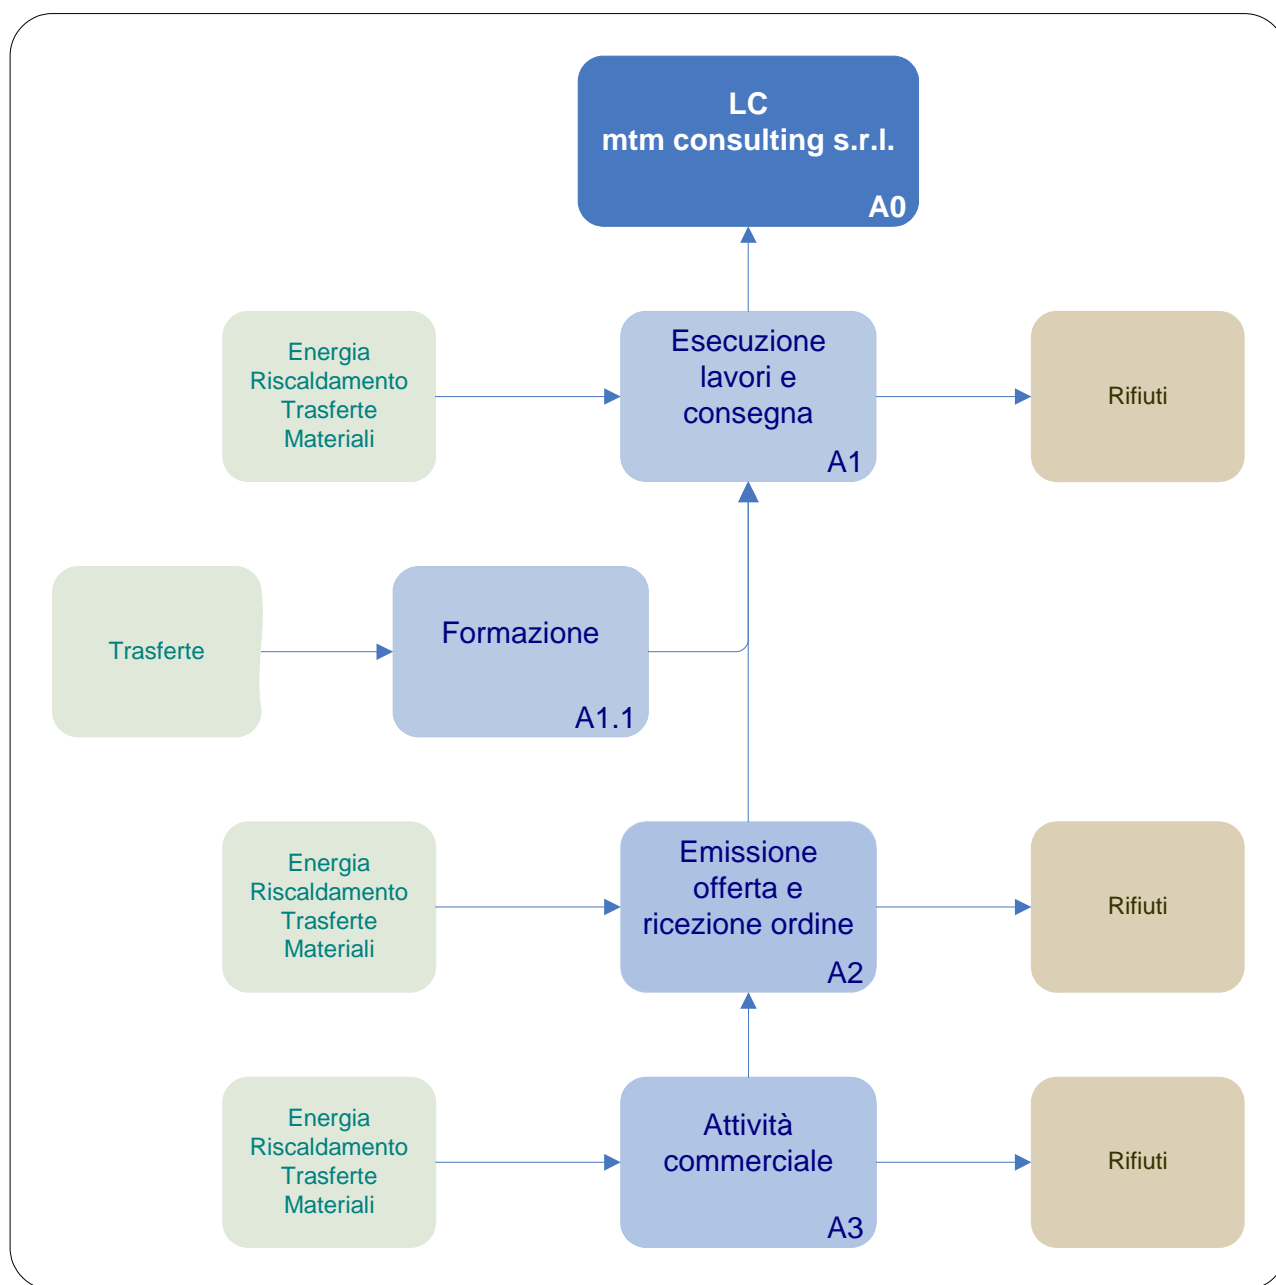 LC
mtm consulting s.r.l.
A0
Energia
Riscaldamento
Trasferte
Materiali
Esecuzione
lavori e
consegna
A1
Rifiuti
Trasferte
Formazione
A1.1
Energia
Riscaldamento
Trasferte
Materiali
Emissione
offerta e
ricezione ordine
A2
Rifiuti
Energia
Riscaldamento
Trasferte
Materiali
Attività
commerciale
A3
Rifiuti